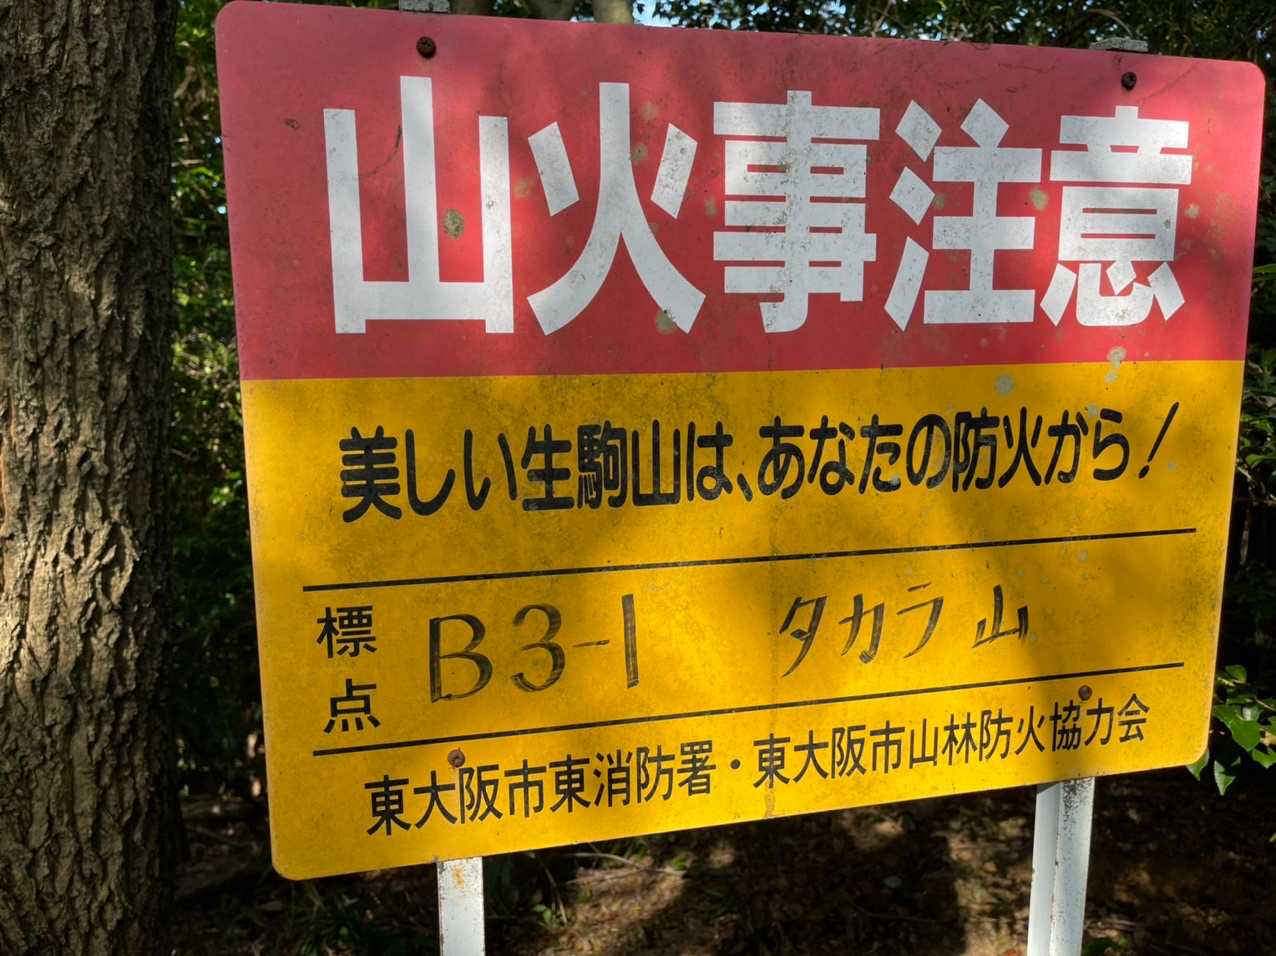 山火事注意
美しい生駒山は、あなたの防火から!
標点 B3-1 タカラ山
東大阪市東消防署・東大阪市山林防火協力会